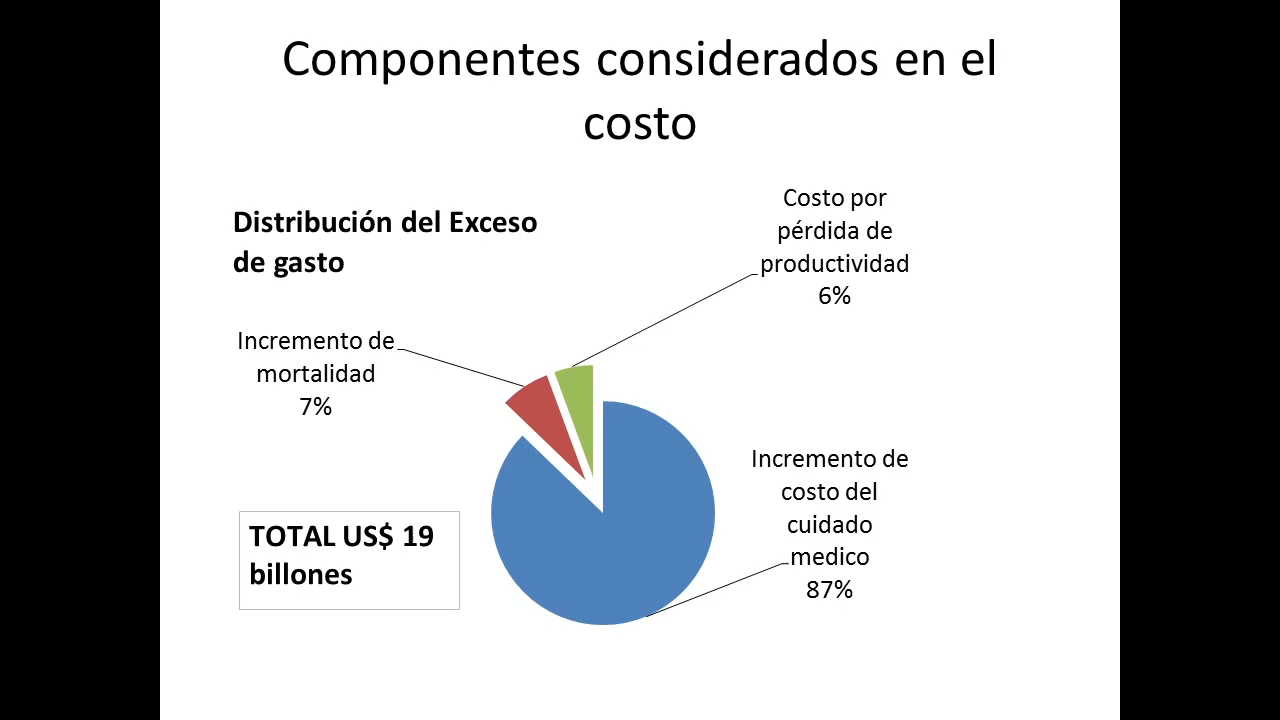 Componentes considerados en el
costo
Distribución del Exceso
de gasto
Costo por
pérdida de
productividad
6%
Incremento de
mortalidad
7%
Incremento de
costo del
cuidado
medico
87%
TOTAL US$ 19
billones